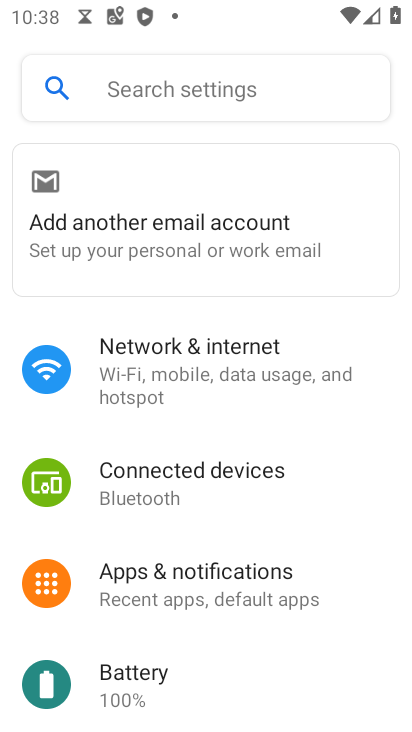 10:38
Search settings
Add another email account
Set up your personal or work email
Network & internet
Wi-Fi, mobile, data usage, and
hotspot
Connected devices
Bluetooth
Apps & notifications
Recent apps, default apps
Battery
100%